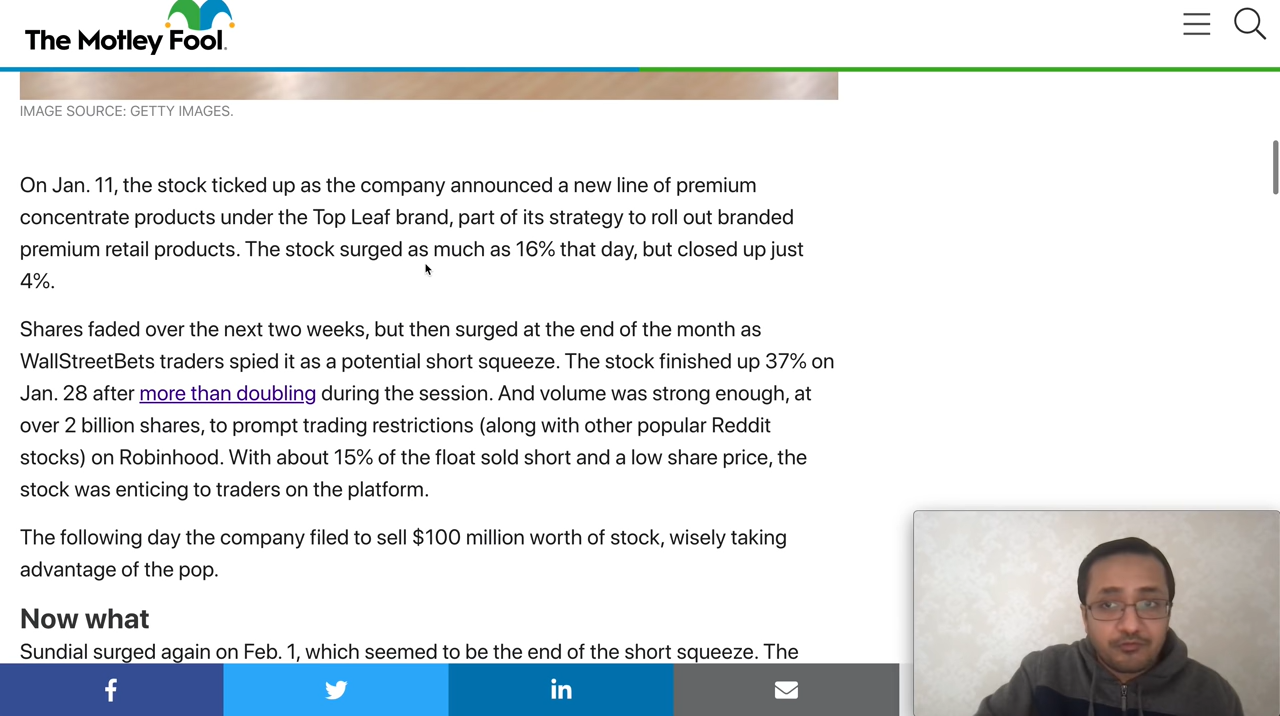 The Motley Fool.
IMAGE SOURCE: GETTY IMAGES.
On Jan. 11, the stock ticked up as the company announced a new line of premium
concentrate products under the Top Leaf brand, part of its strategy to roll out branded
premium retail products. The stock surged as much as 16% that day, but closed up just
4%.
Shares faded over the next two weeks, but then surged at the end of the month as
WallStreetBets traders spied it as a potential short squeeze. The stock finished up 37% on
Jan. 28 after more than doubling during the session. And volume was strong enough, at
over 2 billion shares, to prompt trading restrictions (along with other popular Reddit
stocks) on Robinhood. With about 15% of the float sold short and a low share price, the
stock was enticing to traders on the platform.
The following day the company filed to sell $100 million worth of stock, wisely taking
advantage of the pop.
Now what
Sundial surged again on Feb. 1, which seemed to be the end of the short squeeze. The
f
in